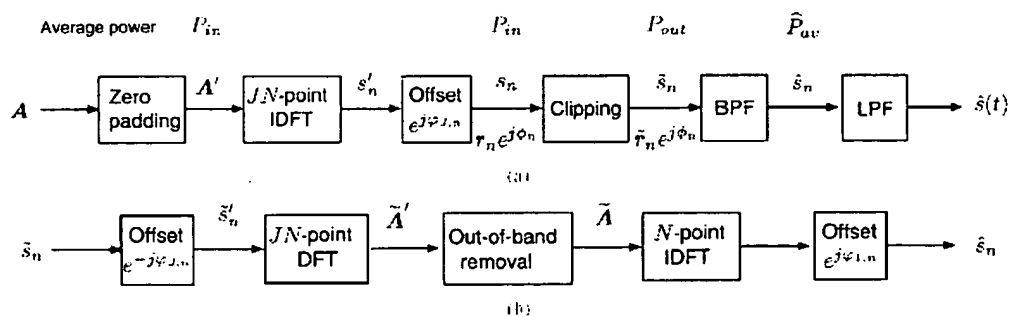 Average power P_in P_in P_out P̂_av
A Zero padding A′ JN-point IDFT s′_n Offset e^{jφ_{J,n}} s_n Clipping s̃_n BPF ŝ_n LPF ŝ(t)
r_n e^{jϕ_n} r̃_n e^{jϕ_n}
(a)
s̃_n Offset e^{-jφ_{J,n}} s̃′_n JN-point DFT Ã′ Out-of-band removal Ã N-point IDFT Offset e^{jφ_{1,n}} ŝ_n
(b)